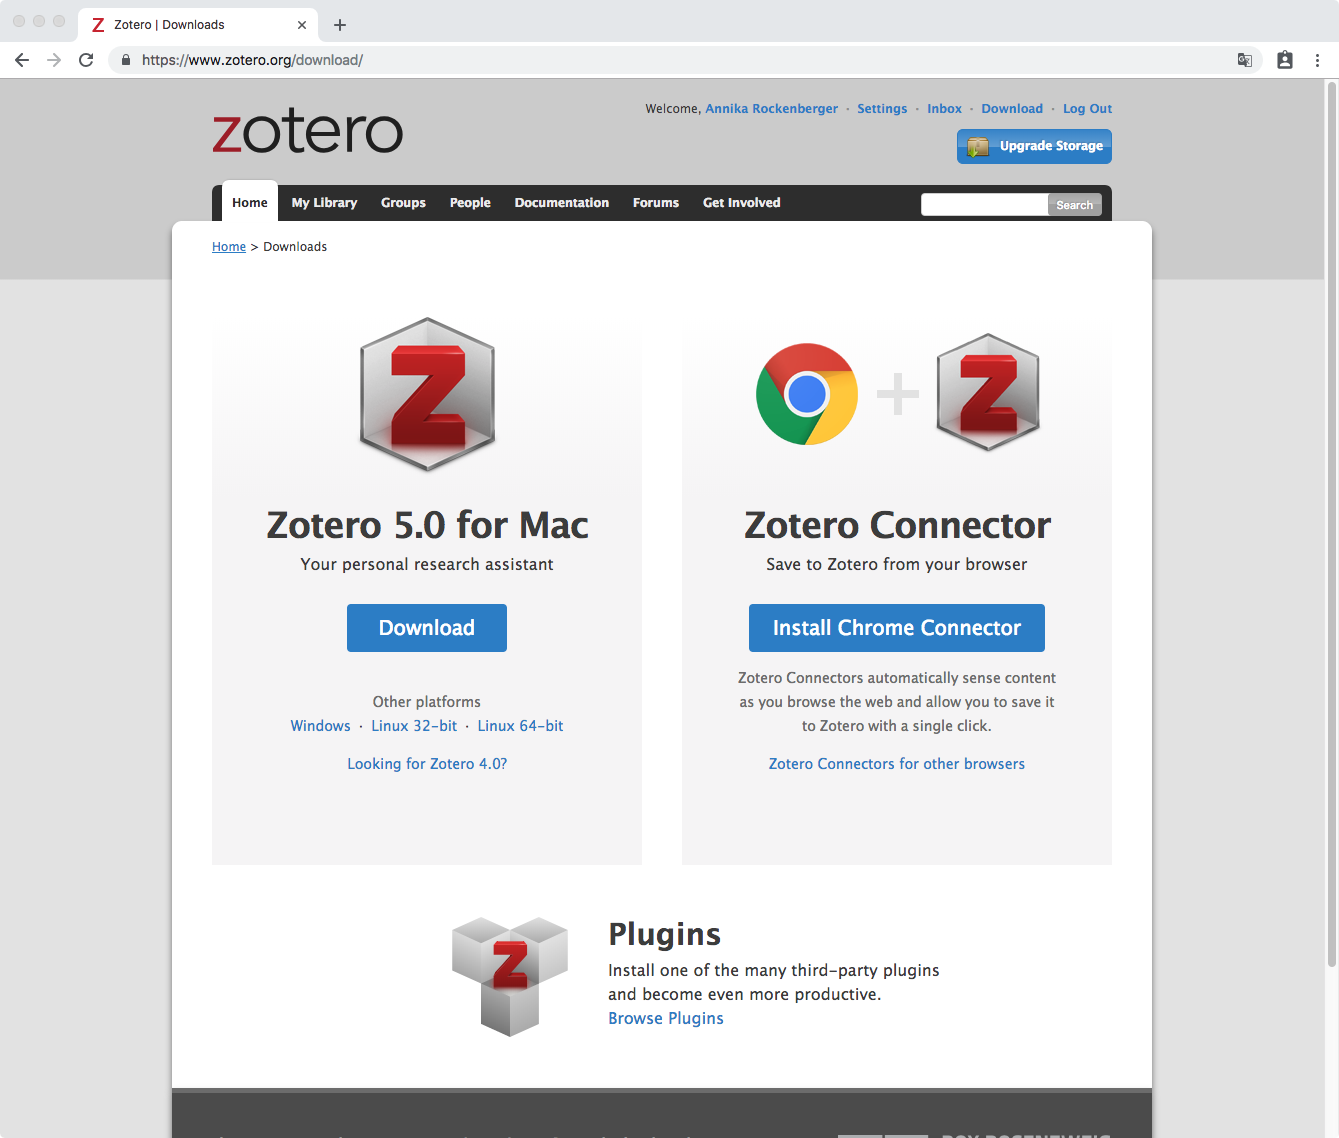 Zotero | Downloads
https://www.zotero.org/download/
zotero
Welcome, Annika Rockenberger · Settings · Inbox · Download · Log Out
Upgrade Storage
Home My Library Groups People Documentation Forums Get Involved Search
Home > Downloads
Zotero 5.0 for Mac
Your personal research assistant
Download
Other platforms
Windows · Linux 32-bit · Linux 64-bit
Looking for Zotero 4.0?
Zotero Connector
Save to Zotero from your browser
Install Chrome Connector
Zotero Connectors automatically sense content
as you browse the web and allow you to save it
to Zotero with a single click.
Zotero Connectors for other browsers
Plugins
Install one of the many third-party plugins
and become even more productive.
Browse Plugins